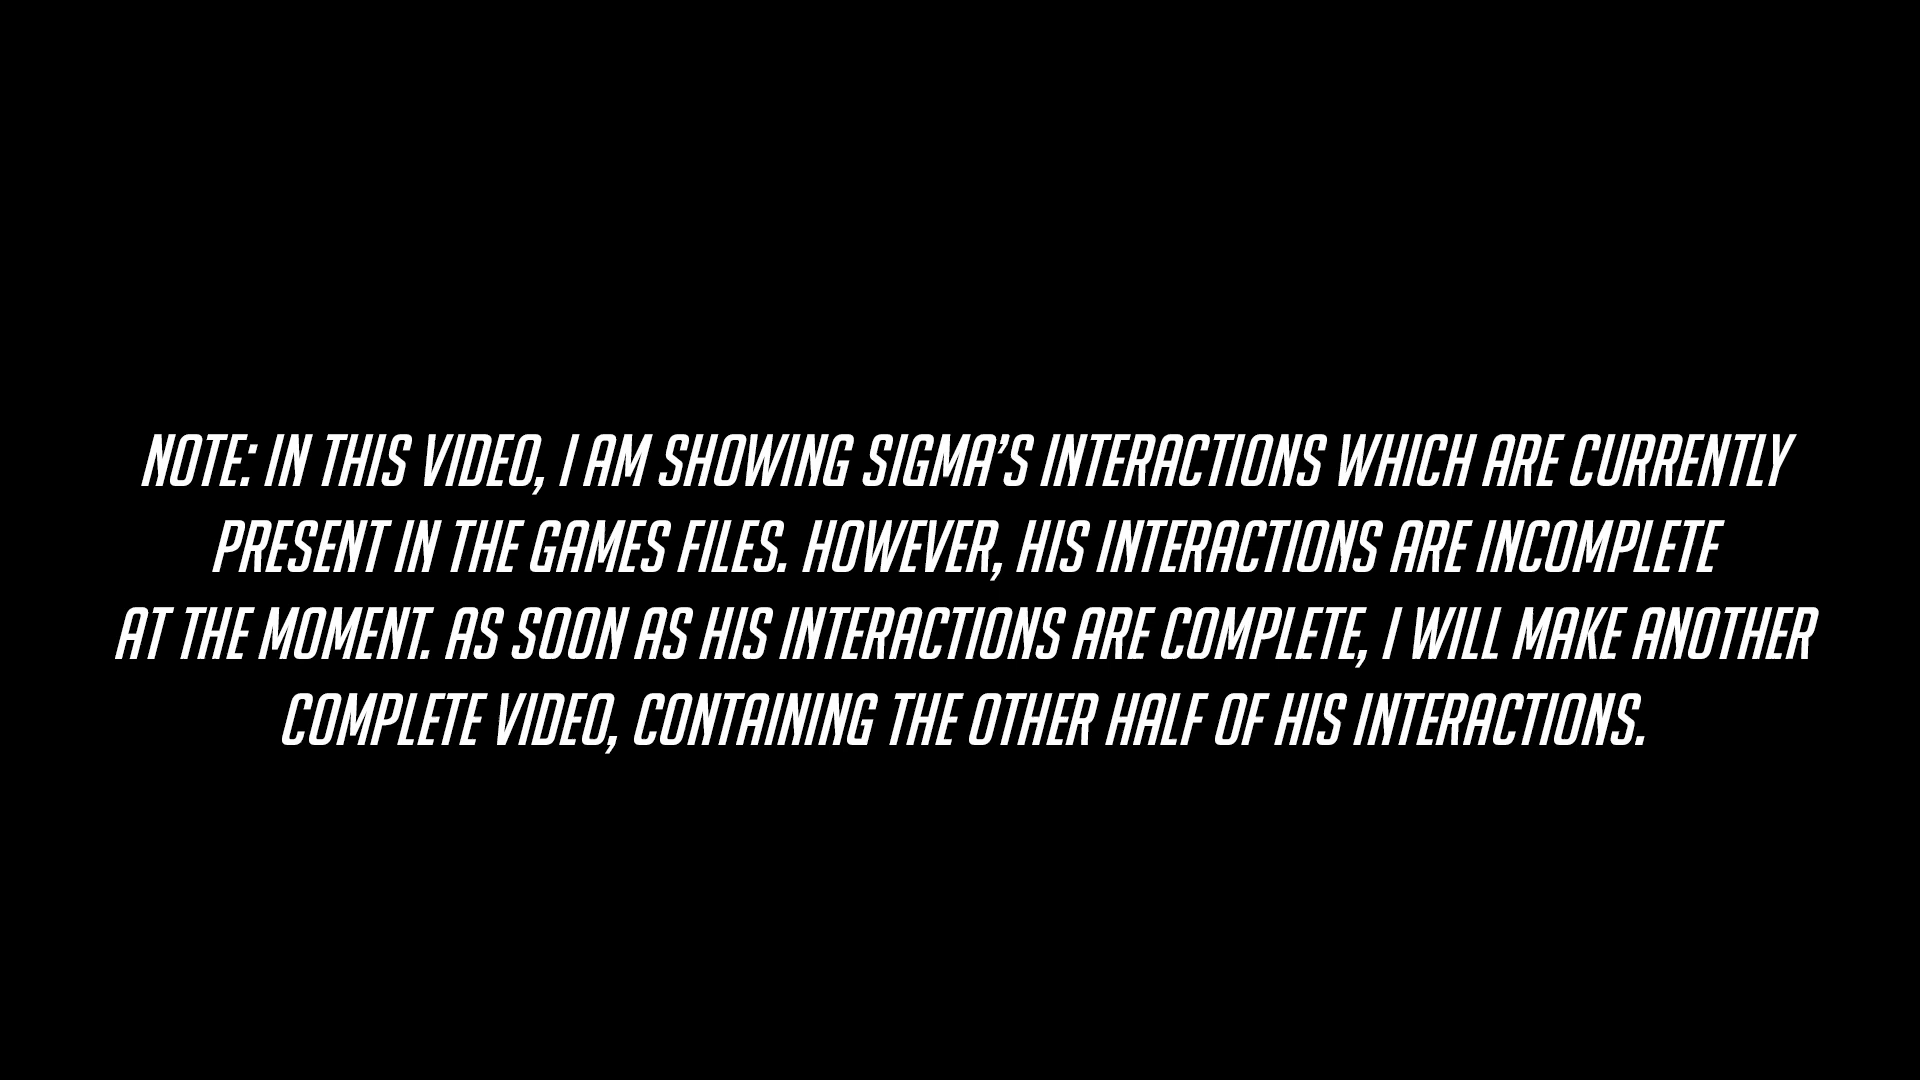 NOTE: IN THIS VIDEO, I AM SHOWING SIGMA'S INTERACTIONS WHICH ARE CURRENTLY
PRESENT IN THE GAMES FILES. HOWEVER, HIS INTERACTIONS ARE INCOMPLETE
AT THE MOMENT. AS SOON AS HIS INTERACTIONS ARE COMPLETE, I WILL MAKE ANOTHER
COMPLETE VIDEO, CONTAINING THE OTHER HALF OF HIS INTERACTIONS.